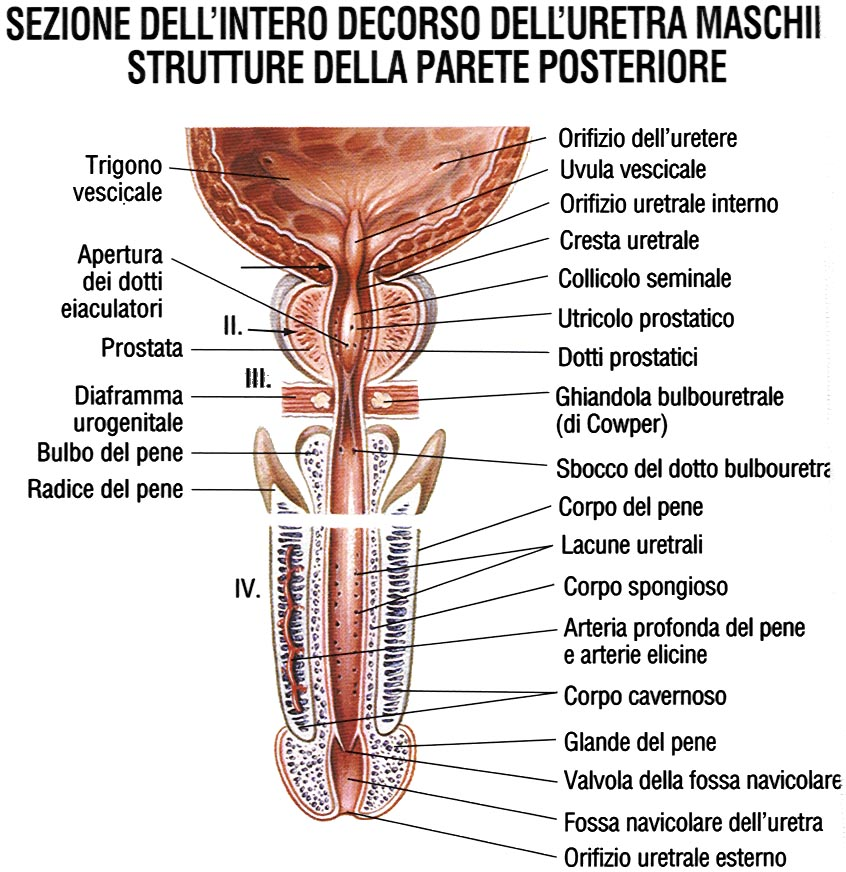 SEZIONE DELL'INTERO DECORSO DELL'URETRA MASCHII
STRUTTURE DELLA PARETE POSTERIORE
Trigono
vescicale
Apertura
dei dotti
eiaculatori
II.
Prostata
III.
Diaframma
urogenitale
Bulbo del pene
Radice del pene
IV.
Orifizio dell'uretere
Uvula vescicale
Orifizio uretrale interno
Cresta uretrale
Collicolo seminale
Utricolo prostatico
Dotti prostatici
Ghiandola bulbouretrale
(di Cowper)
Sbocco del dotto bulbouretra
Corpo del pene
Lacune uretrali
Corpo spongioso
Arteria profonda del pene
e arterie elicine
Corpo cavernoso
Glande del pene
Valvola della fossa navicolare
Fossa navicolare dell'uretra
Orifizio uretrale esterno